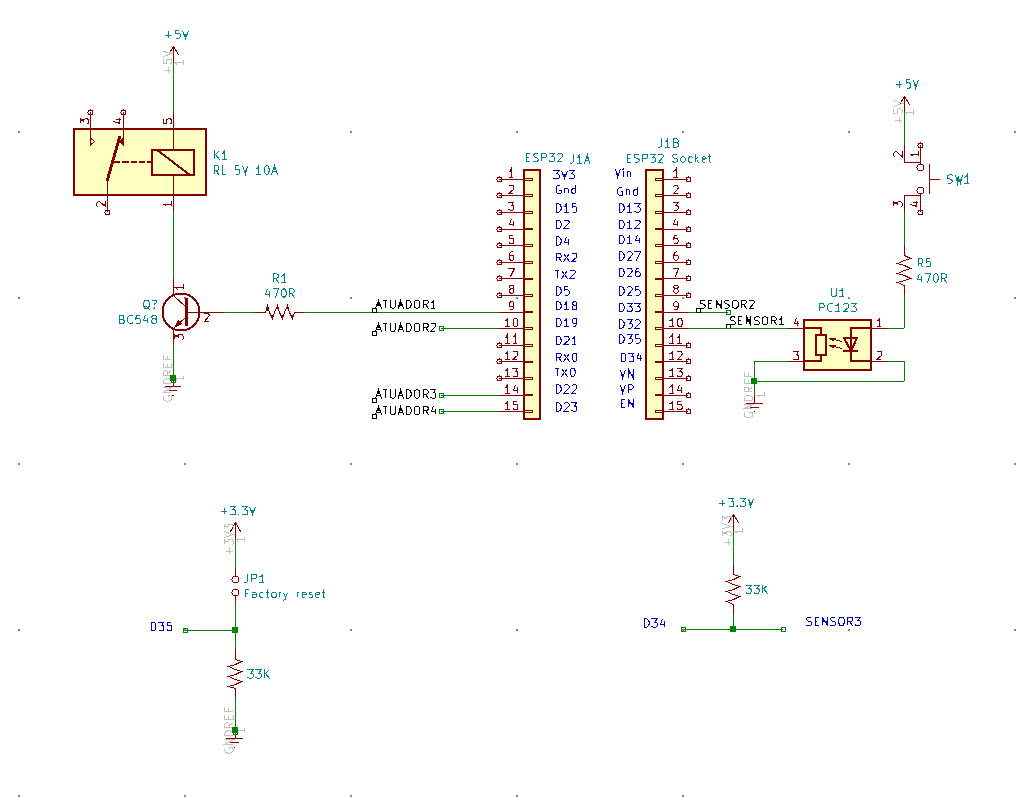 +5V
+5V
1
3
4
5
K1
RL 5V 10A
2
1
Q?
BC548
1
2
3
GNDREF
1
R1
470R
ATUADOR1
ATUADOR2
ATUADOR3
ATUADOR4
ESP32 J1A
1 3V3
2 Gnd
3 D15
4 D2
5 D4
6 RX2
7 TX2
8 D5
9 D18
10 D19
11 D21
12 RX0
13 TX0
14 D22
15 D23
J1B
ESP32 Socket
Vin 1
Gnd 2
D13 3
D12 4
D14 5
D27 6
D26 7
D25 8
D33 9
D32 10
D35 11
D34 12
VN 13
VP 14
EN 15
SENSOR2
SENSOR1
+5V
+5V
1
2
1
SW1
3
4
R5
470R
U1
PC123
4
1
3
2
GNDREF
1
+3.3V
+3V3
1
JP1
Factory reset
D35
33K
GNDREF
1
+3.3V
+3V3
1
33K
D34
SENSOR3